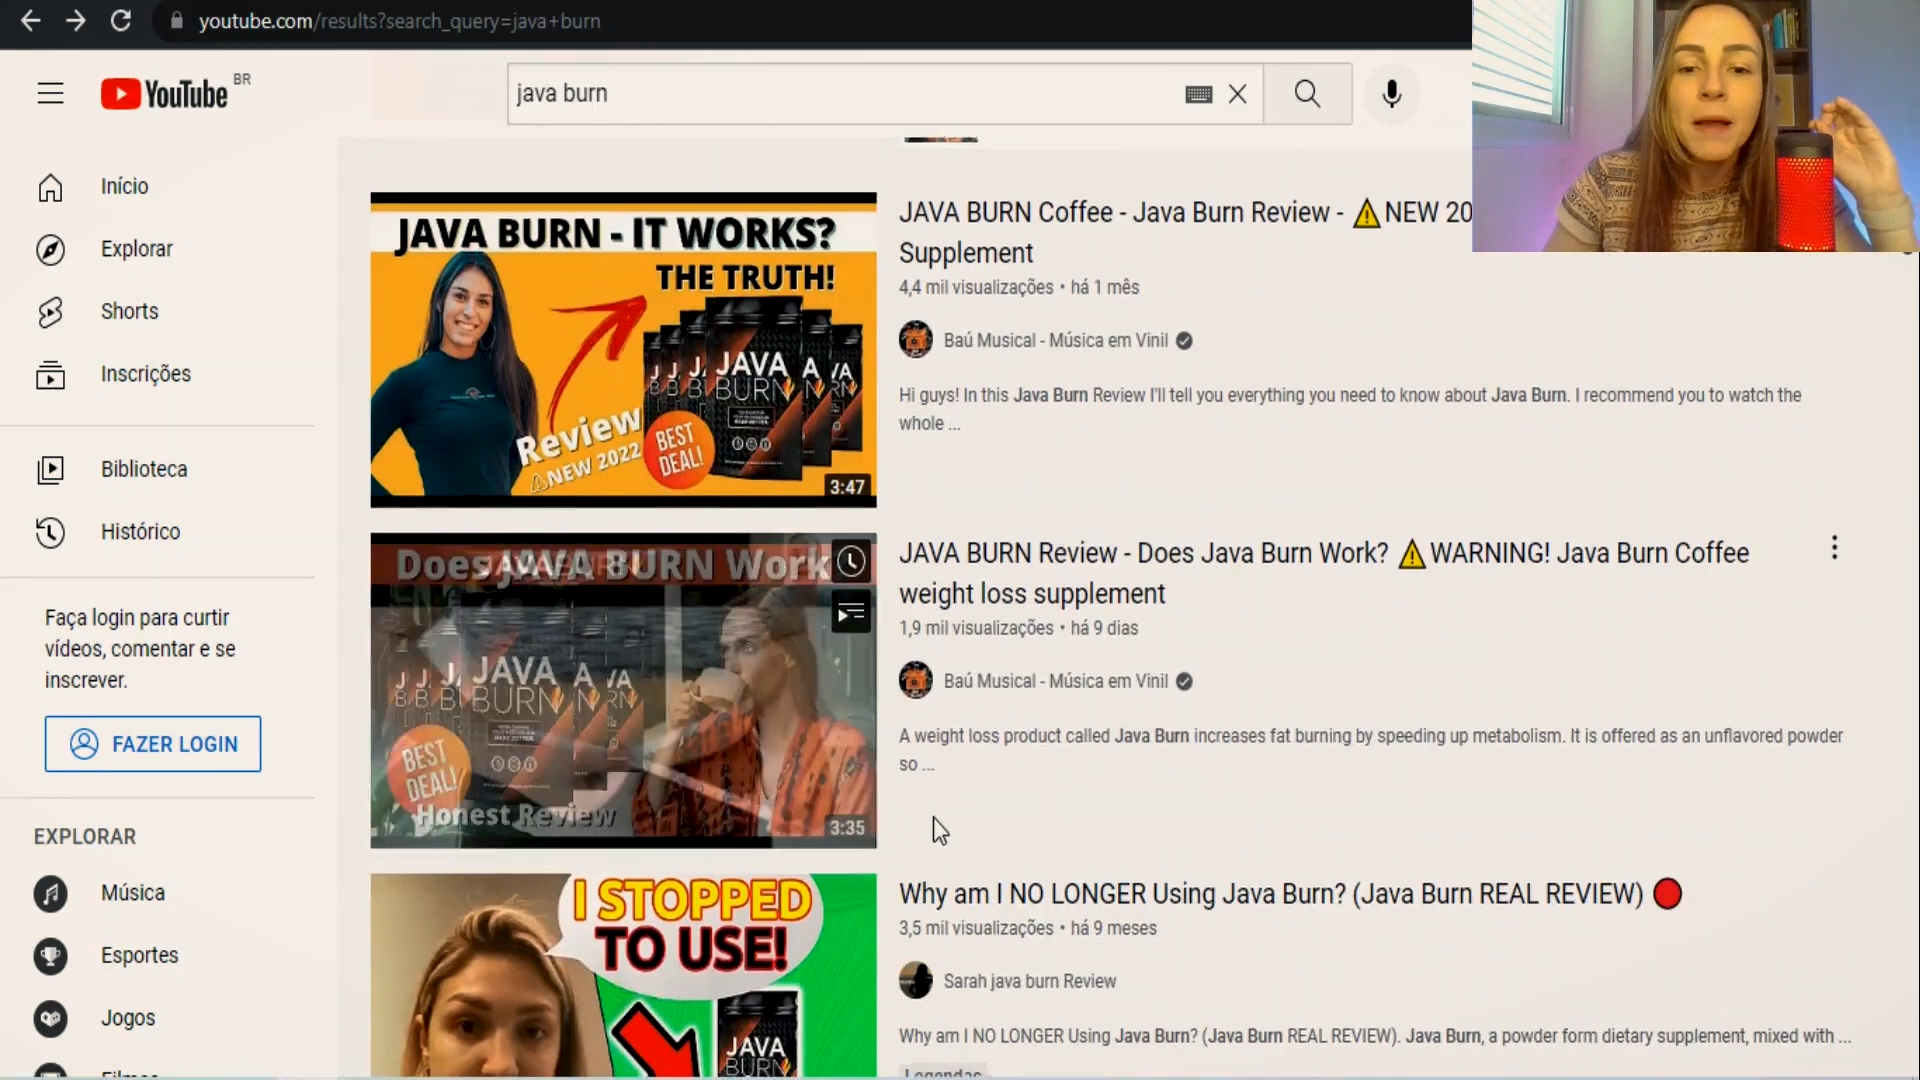 youtube.com/results?search_query=java+burn
YouTube BR
java burn
Início
Explorar
Shorts
Inscrições
Biblioteca
Histórico
Faça login para curtir
vídeos, comentar e se
inscrever.
FAZER LOGIN
EXPLORAR
Música
Esportes
Jogos
JAVA BURN - IT WORKS?
THE TRUTH!
JAVA
BURN
Review
⚠NEW 2022
BEST
DEAL!
3:47
JAVA BURN Coffee - Java Burn Review - ⚠NEW 20
Supplement
4,4 mil visualizações • há 1 mês
Baú Musical - Música em Vinil
Hi guys! In this Java Burn Review I'll tell you everything you need to know about Java Burn. I recommend you to watch the
whole ...
Does JAVA BURN Work
JAVA
BURN
BEST
DEAL!
Honest Review
3:35
JAVA BURN Review - Does Java Burn Work? ⚠WARNING! Java Burn Coffee
weight loss supplement
1,9 mil visualizações • há 9 dias
Baú Musical - Música em Vinil
A weight loss product called Java Burn increases fat burning by speeding up metabolism. It is offered as an unflavored powder
so ...
I STOPPED
TO USE!
JAVA
BURN
Why am I NO LONGER Using Java Burn? (Java Burn REAL REVIEW) 🔴
3,5 mil visualizações • há 9 meses
Sarah java burn Review
Why am I NO LONGER Using Java Burn? (Java Burn REAL REVIEW). Java Burn, a powder form dietary supplement, mixed with ...